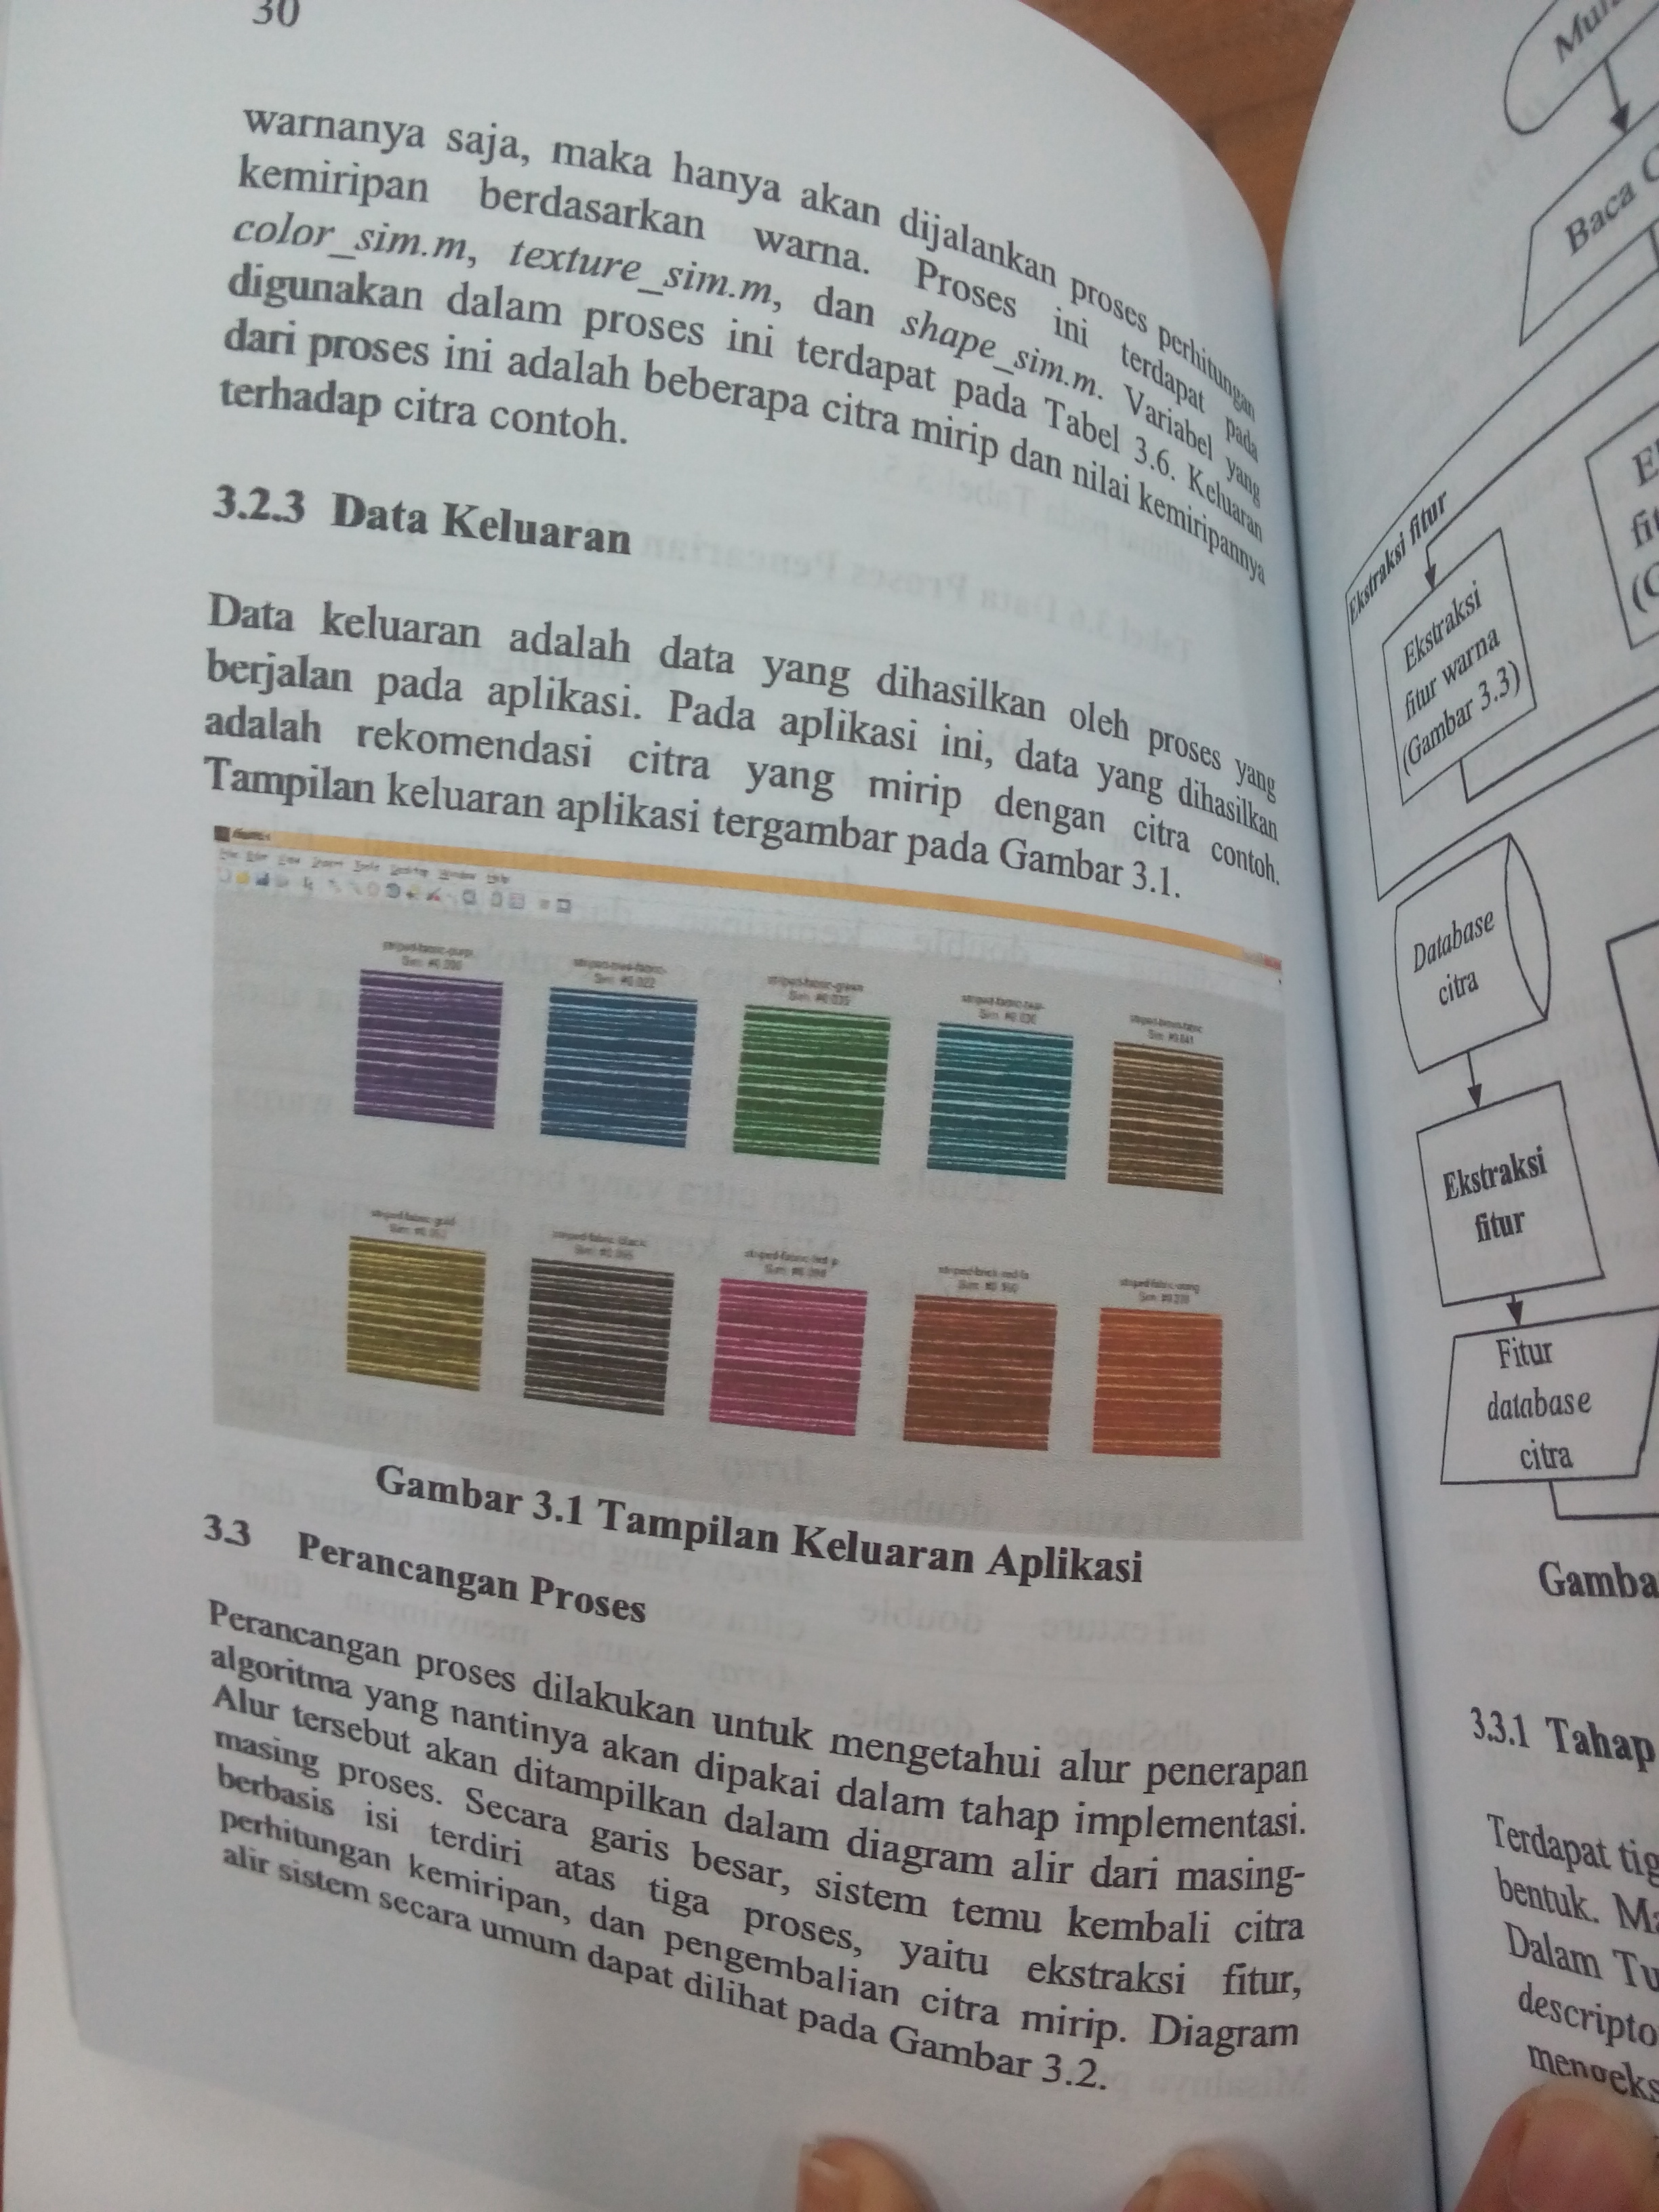 30
warnanya saja, maka hanya akan dijalankan proses perhitungan
kemiripan berdasarkan warna. Proses ini terdapat pada
color_sim.m, texture_sim.m, dan shape_sim.m. Variabel yang
digunakan dalam proses ini terdapat pada Tabel 3.6. Keluaran
dari proses ini adalah beberapa citra mirip dan nilai kemiripannya
terhadap citra contoh.
3.2.3 Data Keluaran
Data keluaran adalah data yang dihasilkan oleh proses yang
berjalan pada aplikasi. Pada aplikasi ini, data yang dihasilkan
adalah rekomendasi citra yang mirip dengan citra contoh.
Tampilan keluaran aplikasi tergambar pada Gambar 3.1.
Gambar 3.1 Tampilan Keluaran Aplikasi
3.3 Perancangan Proses
Perancangan proses dilakukan untuk mengetahui alur penerapan
algoritma yang nantinya akan dipakai dalam tahap implementasi.
Alur tersebut akan ditampilkan dalam diagram alir dari masing-
masing proses. Secara garis besar, sistem temu kembali citra
berbasis isi terdiri atas tiga proses, yaitu ekstraksi fitur,
perhitungan kemiripan, dan pengembalian citra mirip. Diagram
alir sistem secara umum dapat dilihat pada Gambar 3.2.
Baca
Ekstraksi fitur
Ekstraksi
fitur warna
(Gambar 3.3)
Database
citra
Ekstraksi
fitur
Fitur
database
citra
3.3.1 Tahap
Terdapat
bentuk.
Dalam